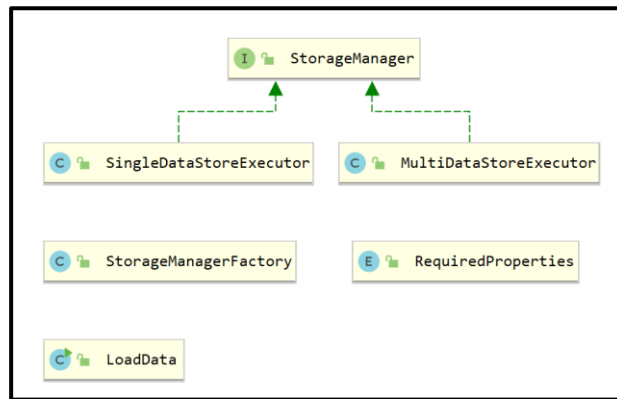 I StorageManager
C SingleDataStoreExecutor
C MultiDataStoreExecutor
C StorageManagerFactory
E RequiredProperties
C LoadData